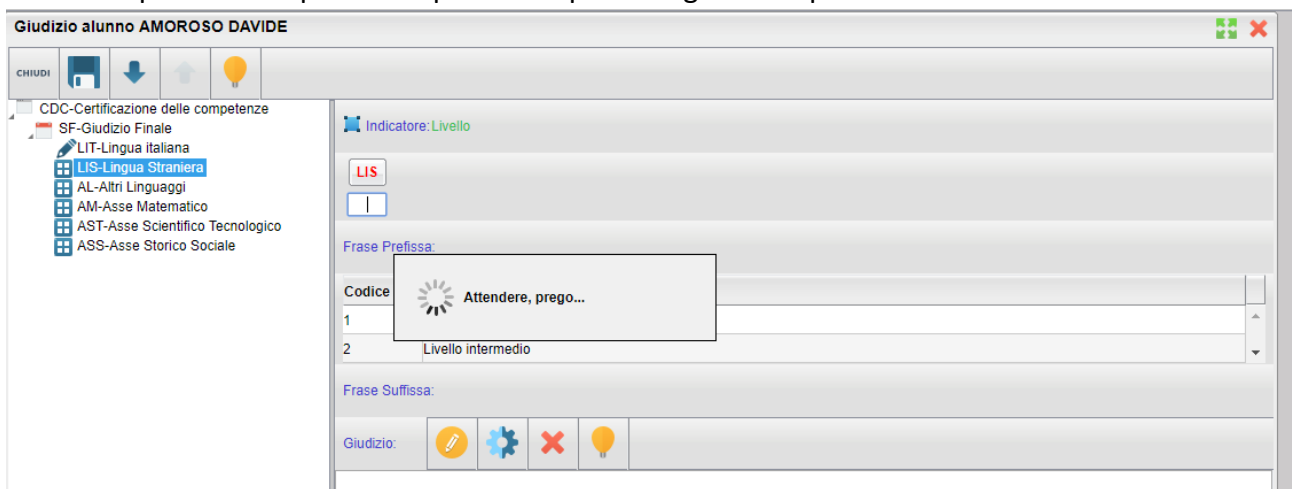 Giudizio alunno AMOROSO DAVIDE
CHIUDI
CDC-Certificazione delle competenze
SF-Giudizio Finale
LIT-Lingua italiana
LIS-Lingua Straniera
AL-Altri Linguaggi
AM-Asse Matematico
AST-Asse Scientifico Tecnologico
ASS-Asse Storico Sociale
Indicatore: Livello
LIS
Frase Prefissa:
Codice
Attendere, prego...
1
2 Livello intermedio
Frase Suffissa:
Giudizio: